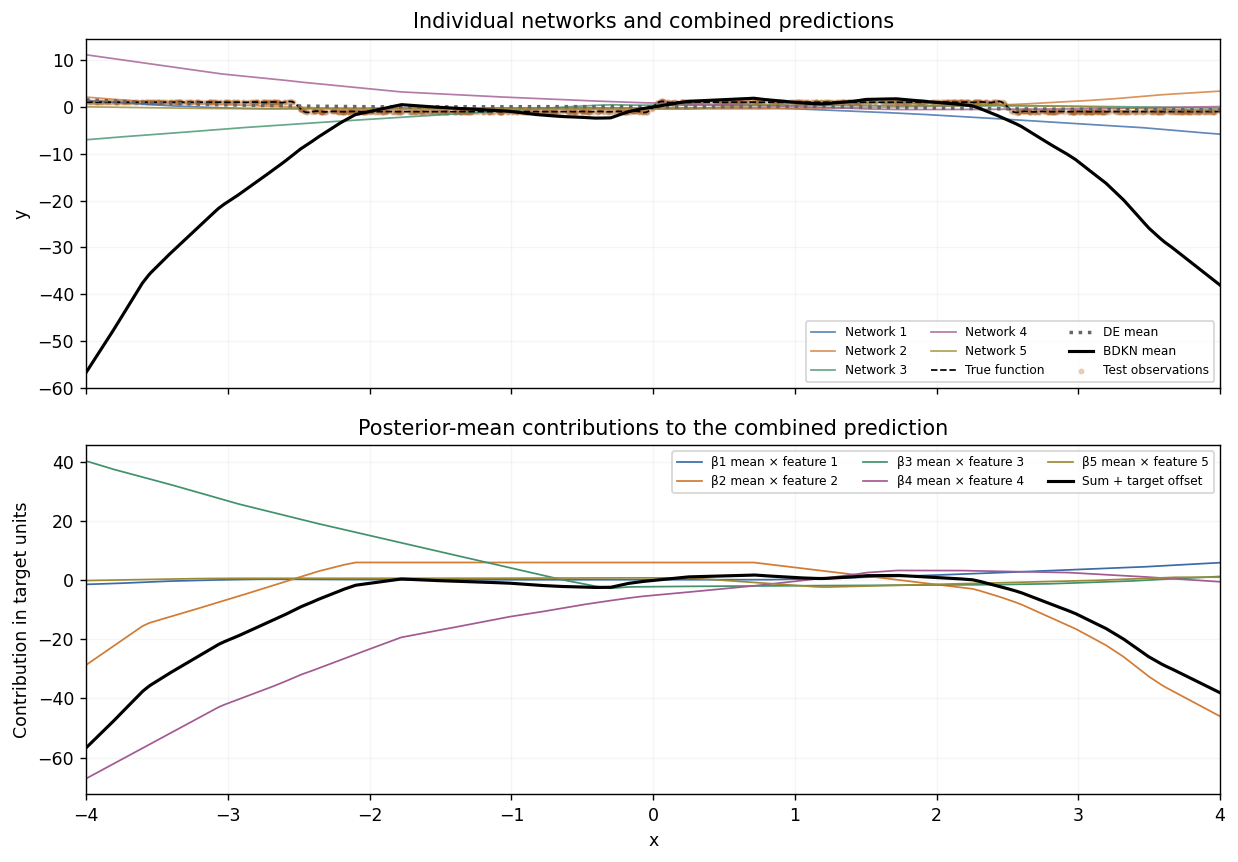 Individual networks and combined predictions
10
0
−10
−20
−30
−40
−50
−60
y
Network 1
Network 2
Network 3
Network 4
Network 5
True function
DE mean
BDKN mean
Test observations
Posterior-mean contributions to the combined prediction
40
20
0
−20
−40
−60
Contribution in target units
β1 mean × feature 1
β2 mean × feature 2
β3 mean × feature 3
β4 mean × feature 4
β5 mean × feature 5
Sum + target offset
−4 −3 −2 −1 0 1 2 3 4
x